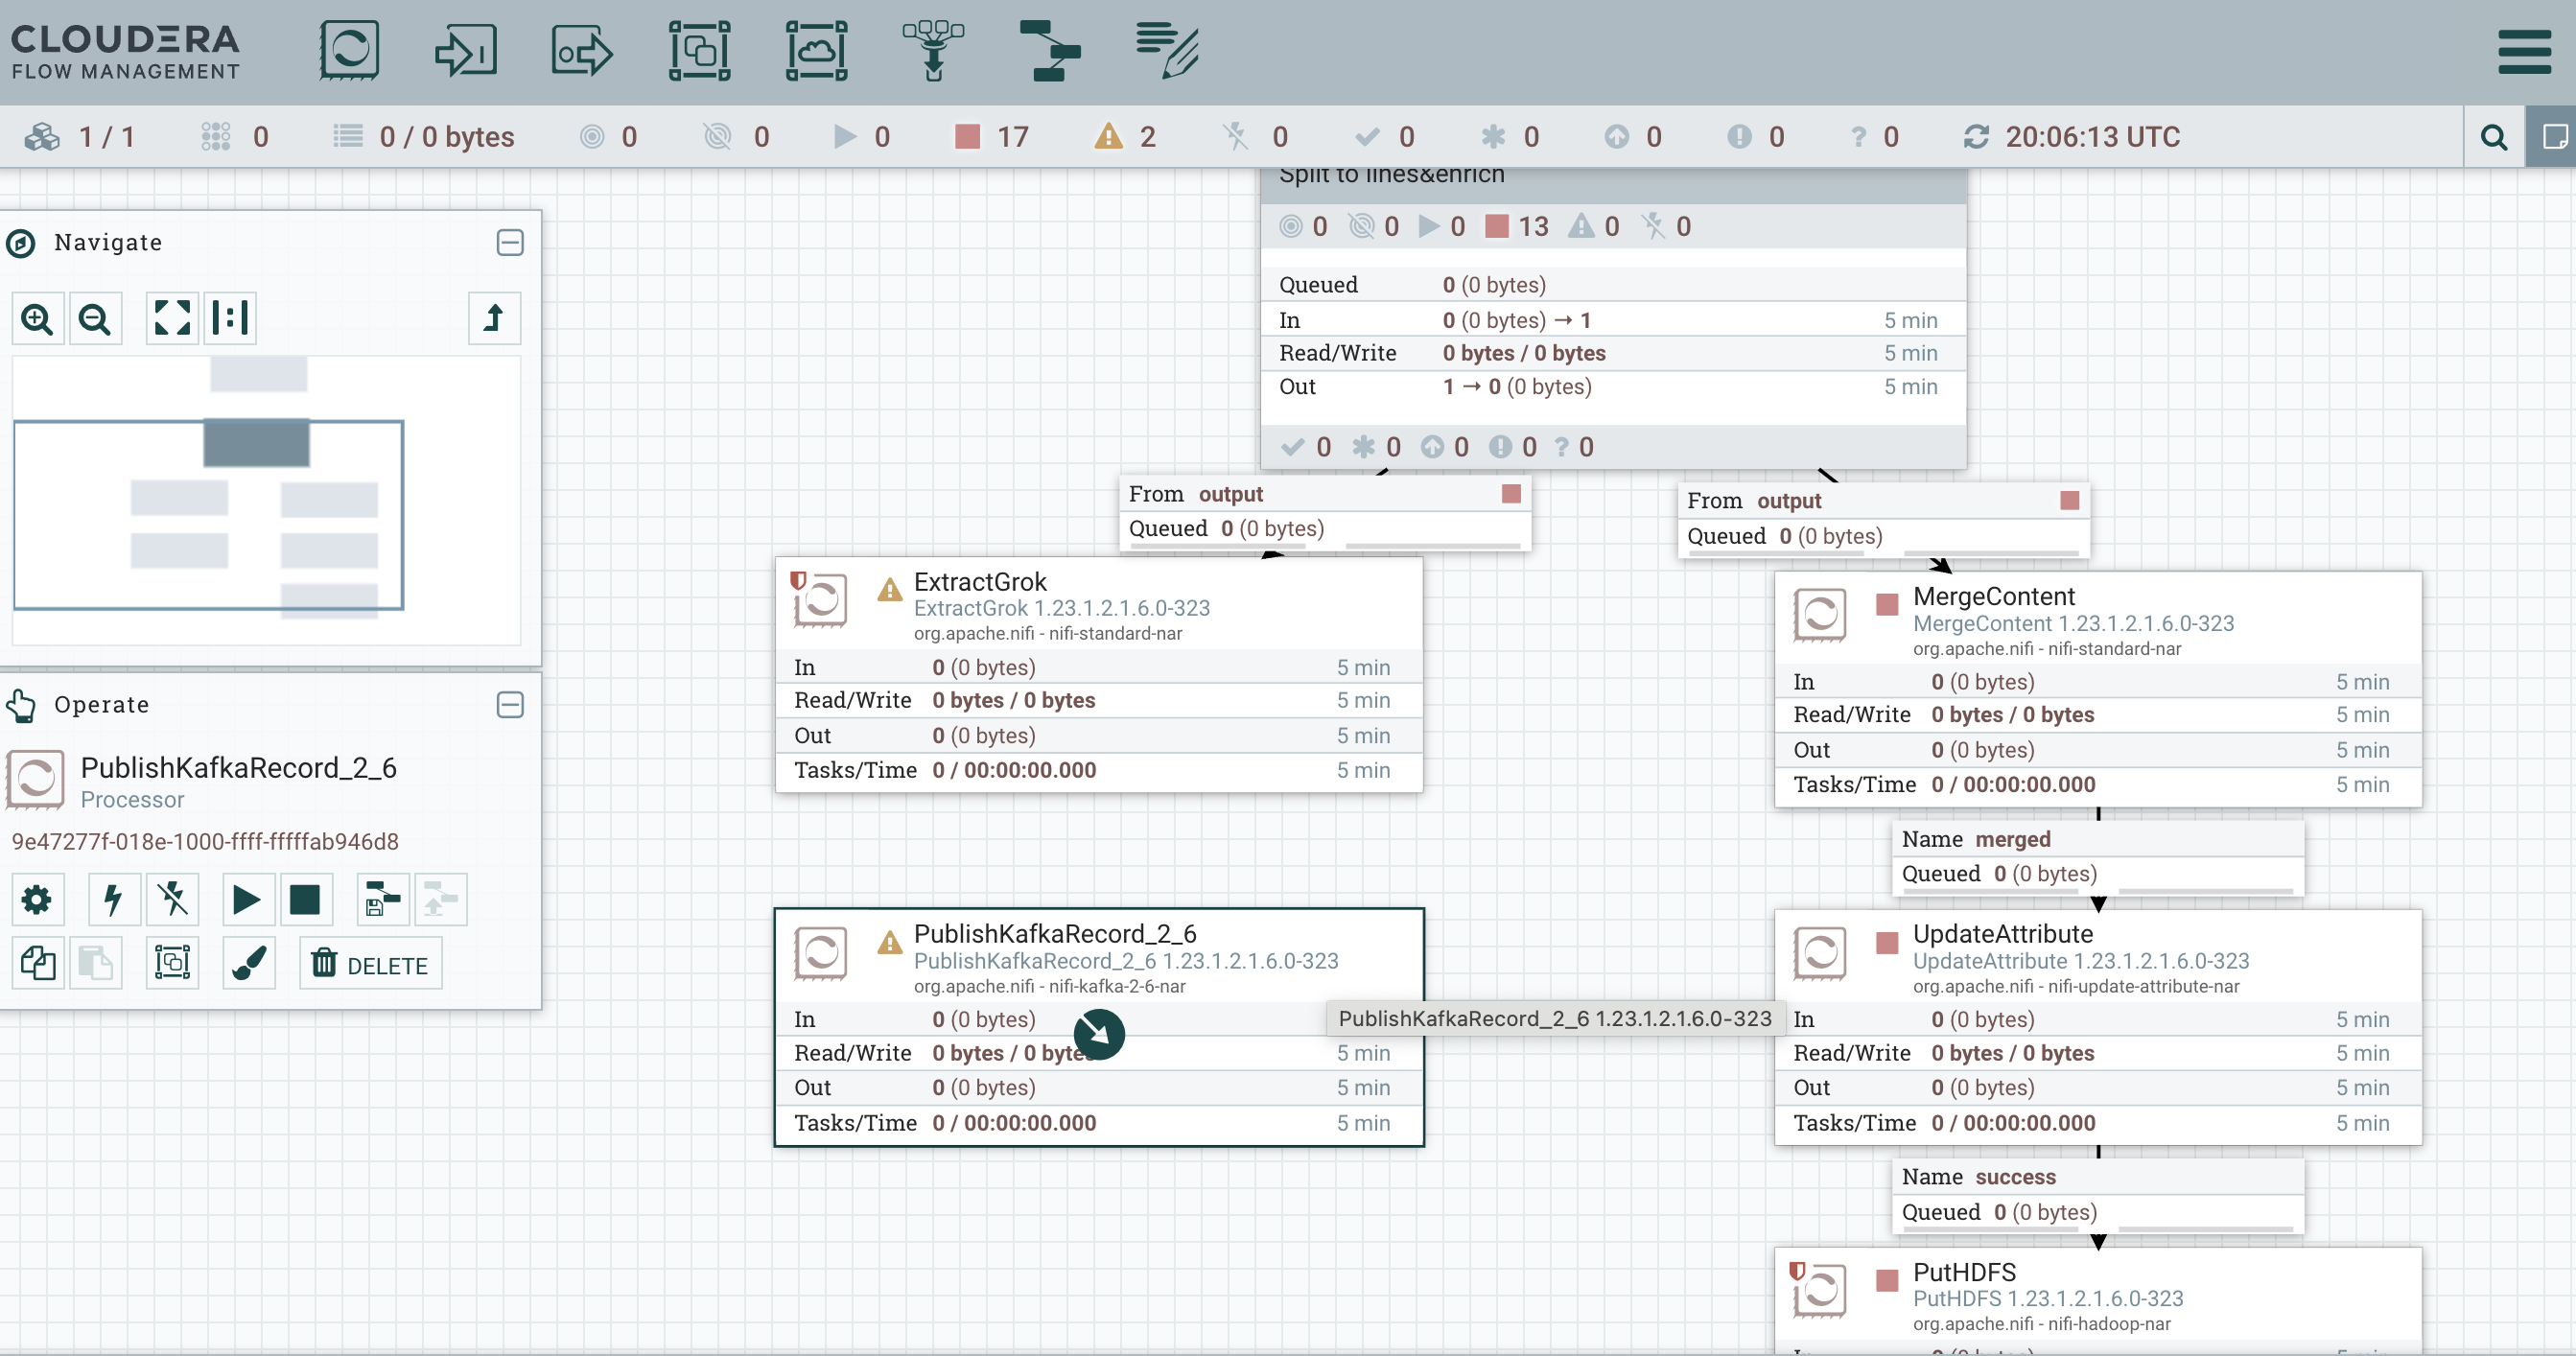 CLOUDERA
FLOW MANAGEMENT
1 / 1
0
0 / 0 bytes
0
0
0
17
2
0
0
0
0
0
0
20:06:13 UTC
Navigate
Operate
PublishKafkaRecord_2_6
Processor
9e47277f-018e-1000-ffff-fffffab946d8
DELETE
Split to lines&enrich
0 0 0 13 0 0
Queued 0 (0 bytes)
In 0 (0 bytes) → 1 5 min
Read/Write 0 bytes / 0 bytes 5 min
Out 1 → 0 (0 bytes) 5 min
0 0 0 0 ? 0
From output
Queued 0 (0 bytes)
From output
Queued 0 (0 bytes)
ExtractGrok
ExtractGrok 1.23.1.2.1.6.0-323
org.apache.nifi - nifi-standard-nar
In 0 (0 bytes) 5 min
Read/Write 0 bytes / 0 bytes 5 min
Out 0 (0 bytes) 5 min
Tasks/Time 0 / 00:00:00.000 5 min
PublishKafkaRecord_2_6
PublishKafkaRecord_2_6 1.23.1.2.1.6.0-323
org.apache.nifi - nifi-kafka-2-6-nar
In 0 (0 bytes)
Read/Write 0 bytes / 0 byte 5 min
Out 0 (0 bytes) 5 min
Tasks/Time 0 / 00:00:00.000 5 min
PublishKafkaRecord_2_6 1.23.1.2.1.6.0-323
MergeContent
MergeContent 1.23.1.2.1.6.0-323
org.apache.nifi - nifi-standard-nar
In 0 (0 bytes) 5 min
Read/Write 0 bytes / 0 bytes 5 min
Out 0 (0 bytes) 5 min
Tasks/Time 0 / 00:00:00.000 5 min
Name merged
Queued 0 (0 bytes)
UpdateAttribute
UpdateAttribute 1.23.1.2.1.6.0-323
org.apache.nifi - nifi-update-attribute-nar
In 0 (0 bytes) 5 min
Read/Write 0 bytes / 0 bytes 5 min
Out 0 (0 bytes) 5 min
Tasks/Time 0 / 00:00:00.000 5 min
Name success
Queued 0 (0 bytes)
PutHDFS
PutHDFS 1.23.1.2.1.6.0-323
org.apache.nifi - nifi-hadoop-nar